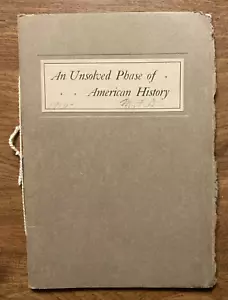 An Unsolved Phase of ·
· · American History